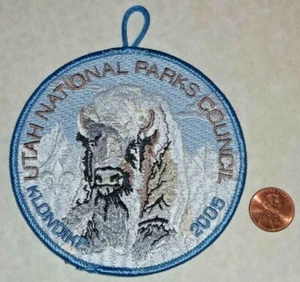 UTAH NATIONAL PARKS COUNCIL
KLONDIKE 2005